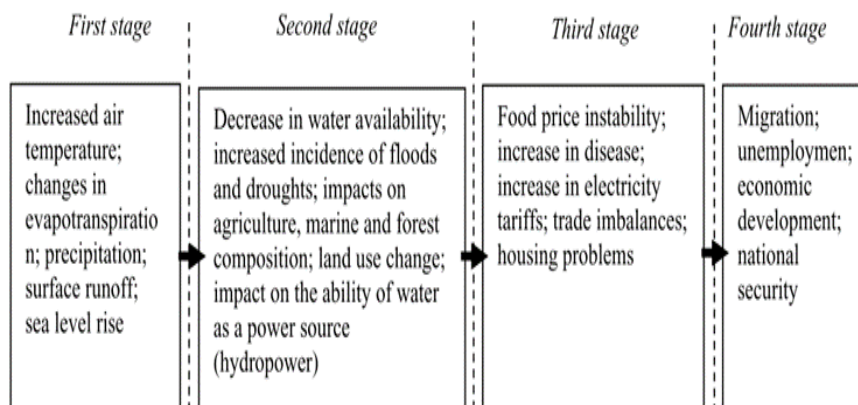 First stage
Second stage
Third stage
Fourth stage
Increased air
temperature;
changes in
evapotranspiratio
n; precipitation;
surface runoff;
sea level rise
Decrease in water availability;
increased incidence of floods
and droughts; impacts on
agriculture, marine and forest
composition; land use change;
impact on the ability of water
as a power source
(hydropower)
Food price instability;
increase in disease;
increase in electricity
tariffs; trade imbalances;
housing problems
Migration;
unemploymen;
economic
development;
national
security